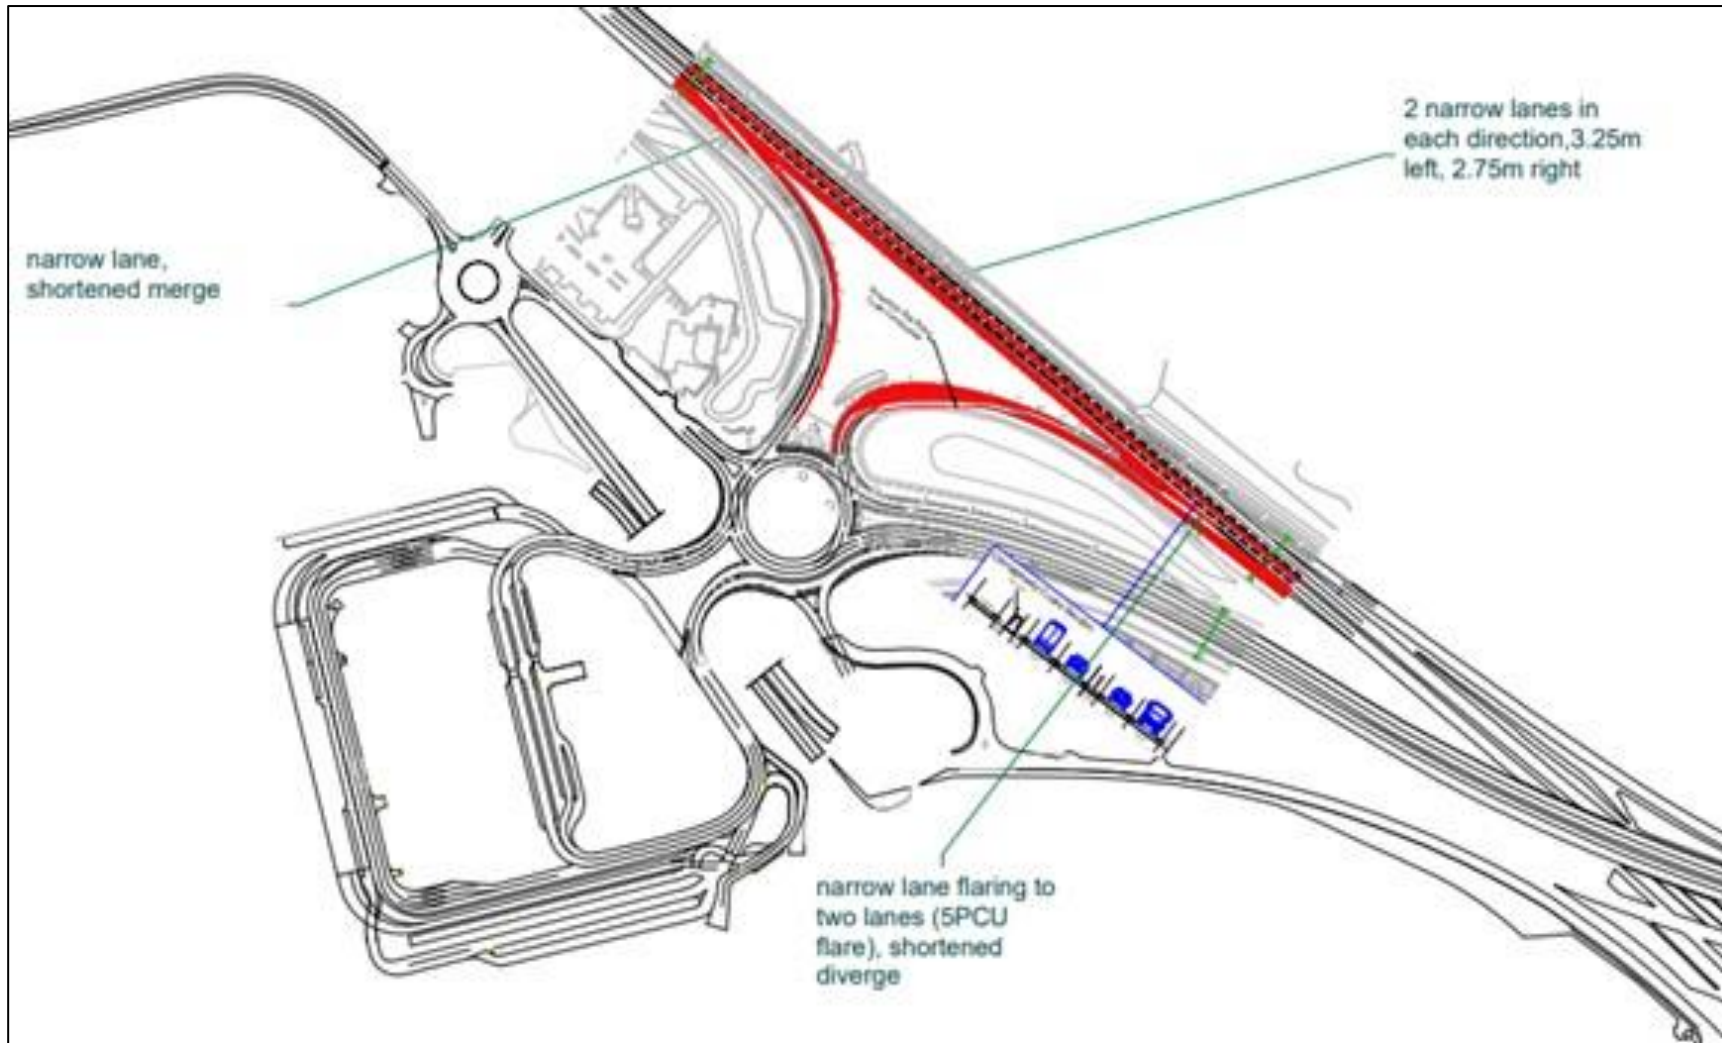 2 narrow lanes in
each direction,3.25m
left, 2.75m right
narrow lane,
shortened merge
narrow lane flaring to
two lanes (5PCU
flare), shortened
diverge